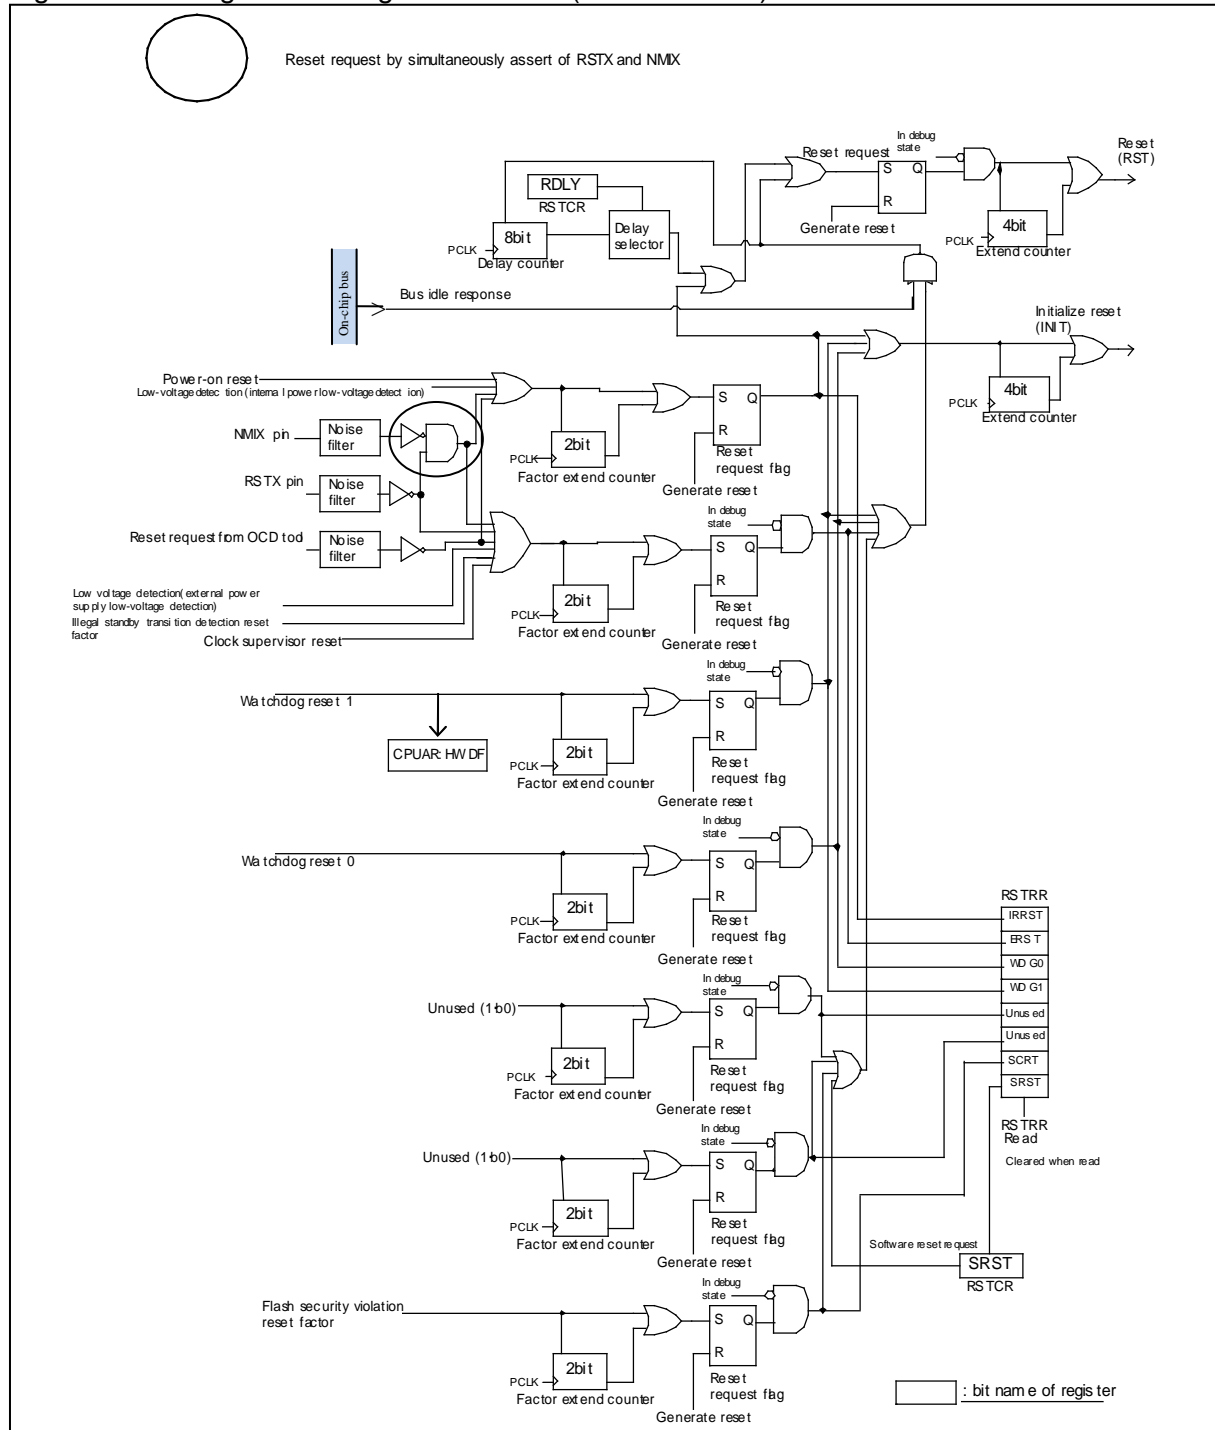 Reset request by simultaneously assert of RSTX and NMIX
In debug
state
Reset request
Reset
(RST)
RDLY
RSTCR
S Q
R
8bit
Delay
selector
PCLK
Delay counter
Generate reset
4bit
PCLK
Extend counter
On-chip bus
Bus idle response
Initialize reset
(INIT)
Power-on reset
Low-voltage detection (internal power low-voltage detection)
4bit
PCLK
Extend counter
S Q
R
NMIX pin
Noise
filter
2bit
PCLK
Factor extend counter
Reset
request flag
Generate reset
RSTX pin
Noise
filter
In debug
state
Reset request from OCD tool
Noise
filter
S Q
R
2bit
PCLK
Factor extend counter
Reset
request flag
Generate reset
Low voltage detection(external power
supply low-voltage detection)
Illegal standby transition detection reset
factor
Clock supervisor reset
In debug
state
Watchdog reset 1
S Q
R
CPUAR:HWDF
2bit
PCLK
Factor extend counter
Reset
request flag
Generate reset
In debug
state
Watchdog reset 0
S Q
R
2bit
PCLK
Factor extend counter
Reset
request flag
Generate reset
RSTRR
IRRST
ERST
WDG0
WDG1
Unused
Unused
SCRT
SRST
RSTRR
Read
Cleared when read
In debug
state
Unused (1'b0)
S Q
R
2bit
PCLK
Factor extend counter
Reset
request flag
Generate reset
In debug
state
Unused (1'b0)
S Q
R
2bit
PCLK
Factor extend counter
Reset
request flag
Generate reset
Software reset request
SRST
RSTCR
In debug
state
Flash security violation
reset factor
S Q
R
2bit
PCLK
Factor extend counter
Reset
request flag
Generate reset
: bit name of register